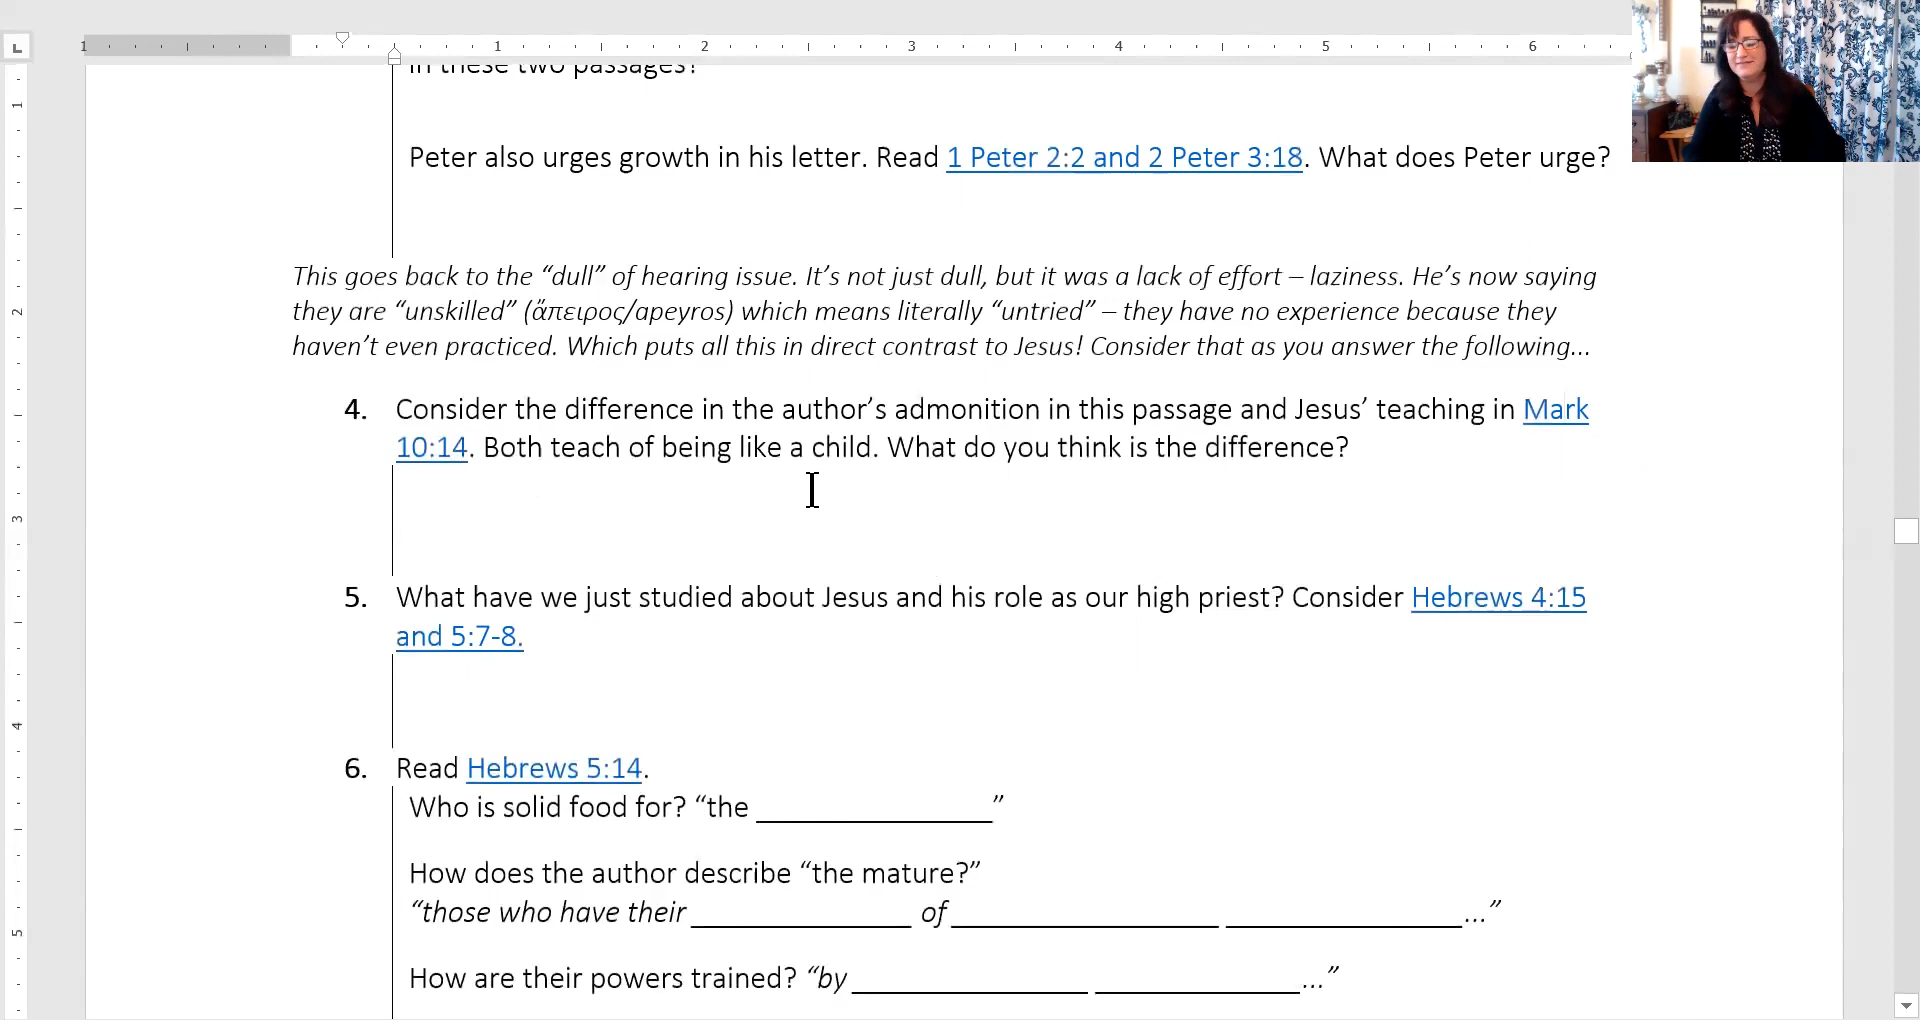 1 1 2 3 4 5 6
in these two passages?
Peter also urges growth in his letter. Read 1 Peter 2:2 and 2 Peter 3:18. What does Peter urge?
This goes back to the “dull” of hearing issue. It’s not just dull, but it was a lack of effort – laziness. He’s now saying
they are “unskilled” (ἄπειρος/apeyros) which means literally “untried” – they have no experience because they
haven’t even practiced. Which puts all this in direct contrast to Jesus! Consider that as you answer the following...
4. Consider the difference in the author’s admonition in this passage and Jesus’ teaching in Mark
10:14. Both teach of being like a child. What do you think is the difference?
5. What have we just studied about Jesus and his role as our high priest? Consider Hebrews 4:15
and 5:7-8.
6. Read Hebrews 5:14.
Who is solid food for? “the ________________”
How does the author describe “the mature?”
“those who have their _______________ of __________________ ________________...”
How are their powers trained? “by ________________ ______________...”
1
2
3
4
5